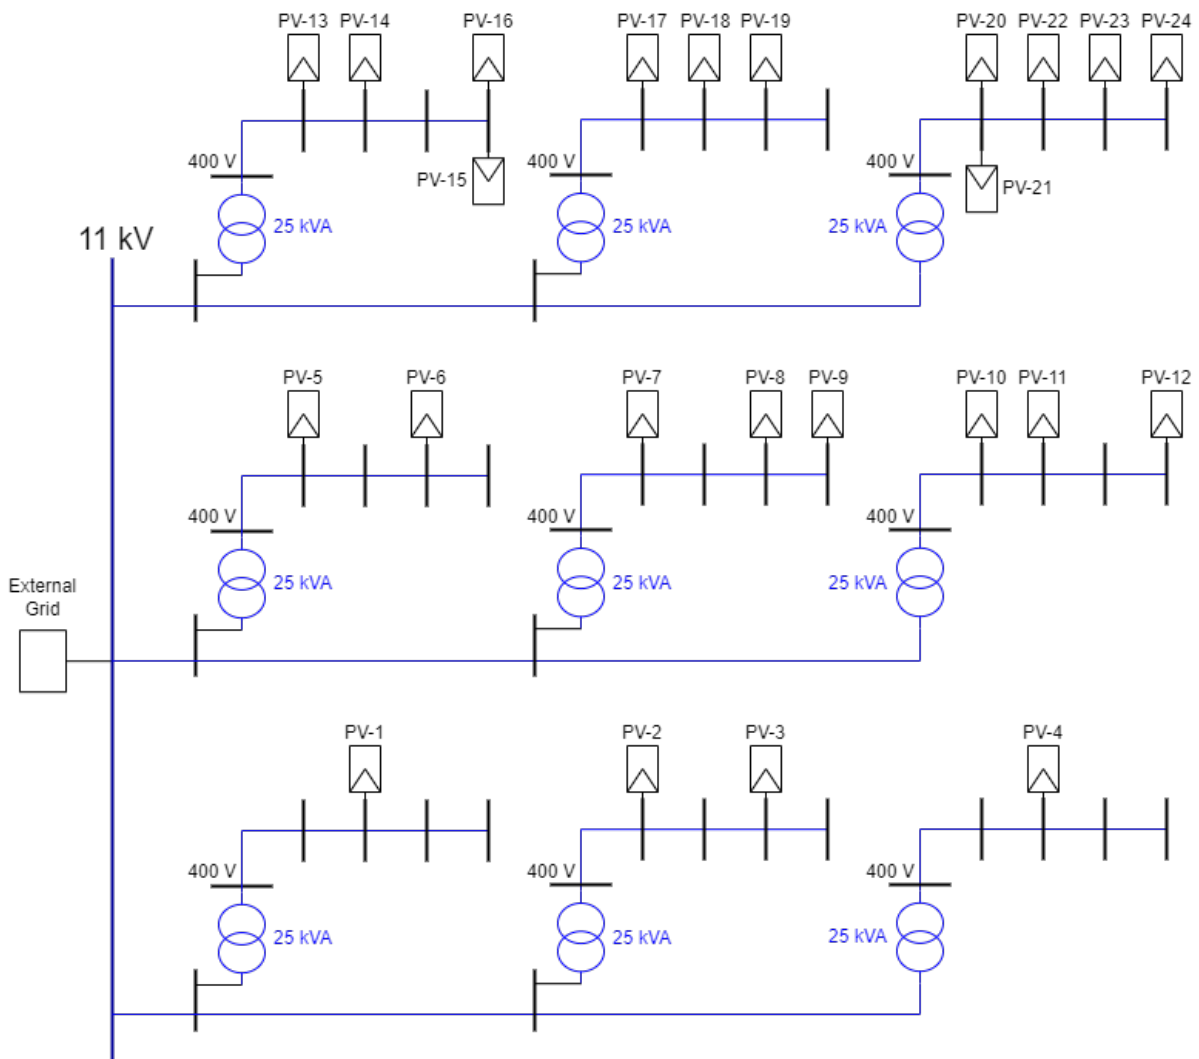 PV-13 PV-14 PV-16 PV-17 PV-18 PV-19 PV-20 PV-22 PV-23 PV-24
400 V 400 V 400 V
PV-15 PV-21
25 kVA 25 kVA 25 kVA
11 kV
PV-5 PV-6 PV-7 PV-8 PV-9 PV-10 PV-11 PV-12
400 V 400 V 400 V
25 kVA 25 kVA 25 kVA
External
Grid
PV-1 PV-2 PV-3 PV-4
400 V 400 V 400 V
25 kVA 25 kVA 25 kVA